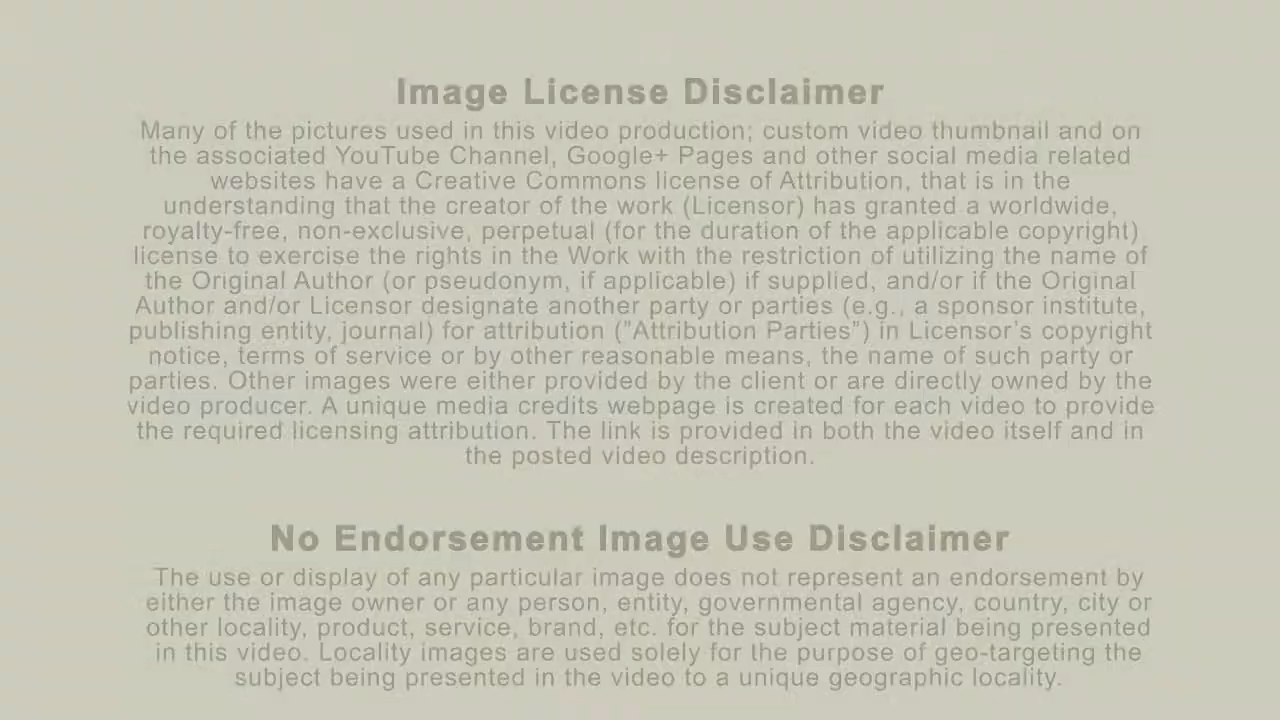 Image License Disclaimer
Many of the pictures used in this video production; custom video thumbnail and on
the associated YouTube Channel, Google+ Pages and other social media related
websites have a Creative Commons license of Attribution, that is in the
understanding that the creator of the work (Licensor) has granted a worldwide,
royalty-free, non-exclusive, perpetual (for the duration of the applicable copyright)
license to exercise the rights in the Work with the restriction of utilizing the name of
the Original Author (or pseudonym, if applicable) if supplied, and/or if the Original
Author and/or Licensor designate another party or parties (e.g., a sponsor institute,
publishing entity, journal) for attribution ("Attribution Parties") in Licensor's copyright
notice, terms of service or by other reasonable means, the name of such party or
parties. Other images were either provided by the client or are directly owned by the
video producer. A unique media credits webpage is created for each video to provide
the required licensing attribution. The link is provided in both the video itself and in
the posted video description.
No Endorsement Image Use Disclaimer
The use or display of any particular image does not represent an endorsement by
either the image owner or any person, entity, governmental agency, country, city or
other locality, product, service, brand, etc. for the subject material being presented
in this video. Locality images are used solely for the purpose of geo-targeting the
subject being presented in the video to a unique geographic locality.